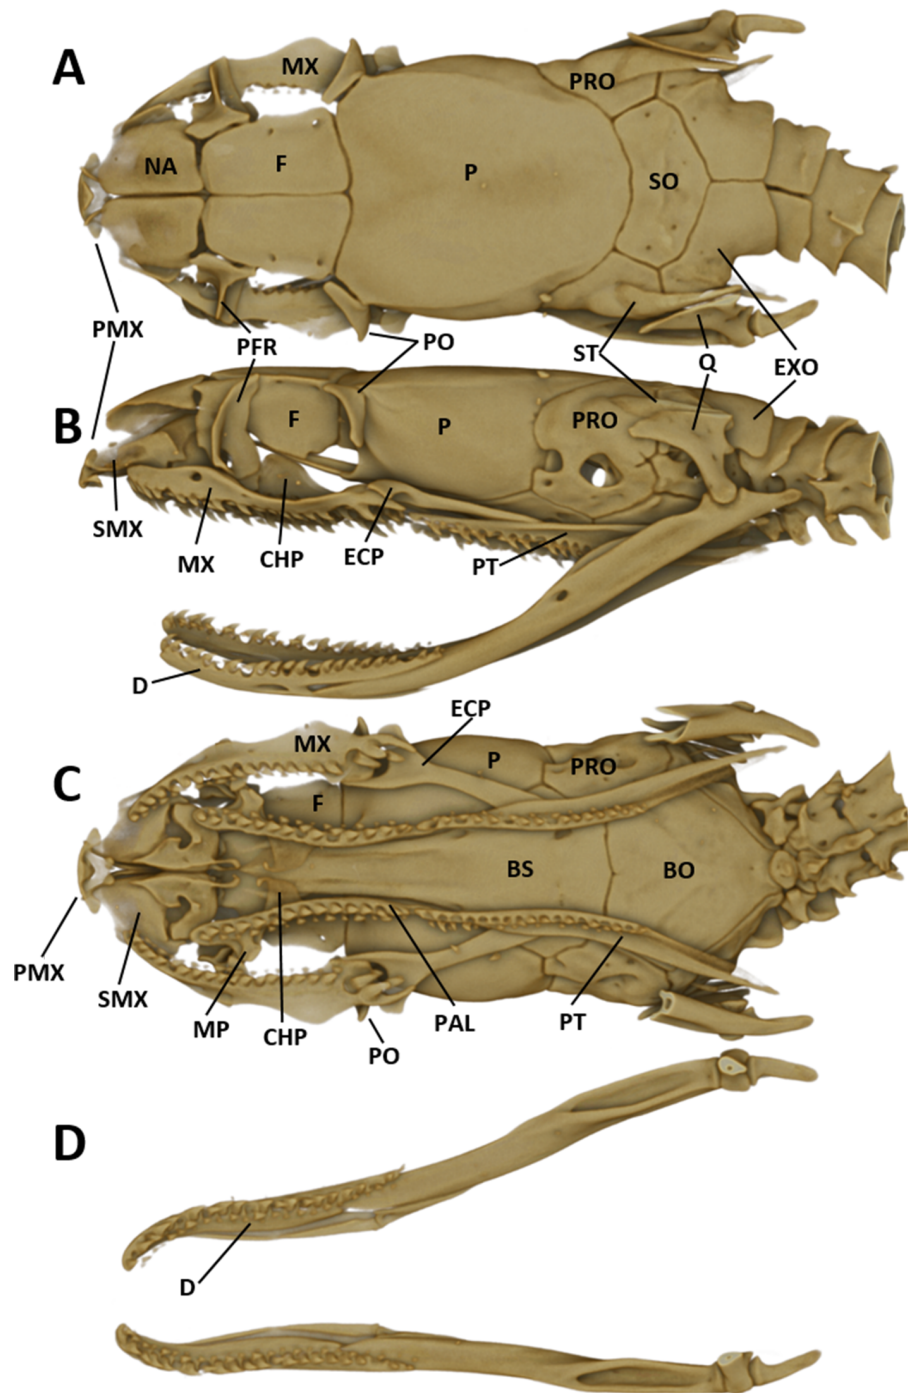 A
MX
PRO
NA
F
P
SO
PMX
PFR
PO
ST
Q
EXO
B
F
P
PRO
SMX
MX
CHP
ECP
PT
D
ECP
MX
P
PRO
C
F
BS
BO
PMX
SMX
MP
CHP
PO
PAL
PT
D
D